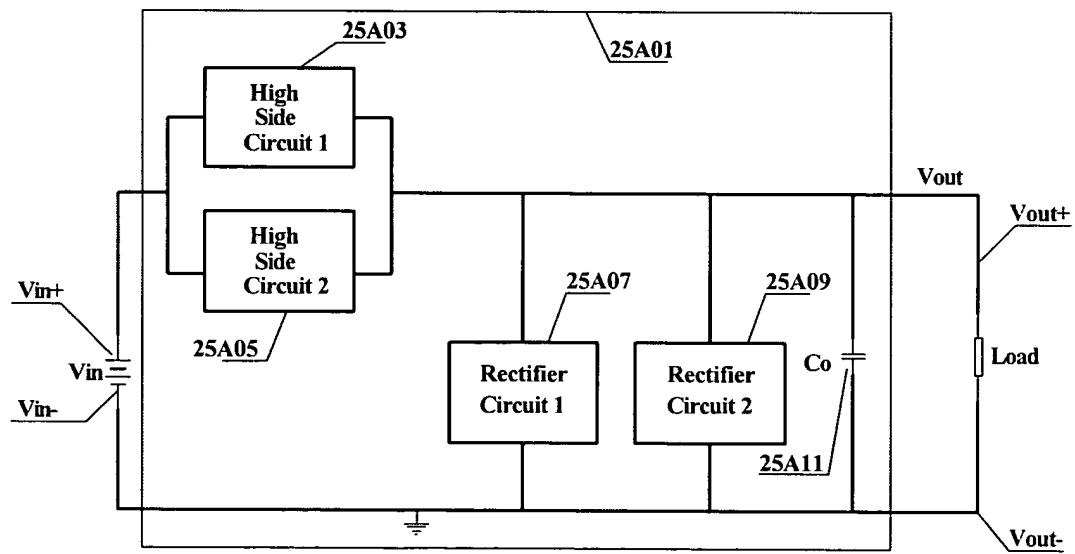 25A03
25A01
High
Side
Circuit 1
Vout
Vout+
High
Side
Circuit 2
Vin+
25A07
25A09
25A05
Vin
Rectifier
Circuit 1
Rectifier
Circuit 2
Co
Load
Vin-
25A11
Vout-